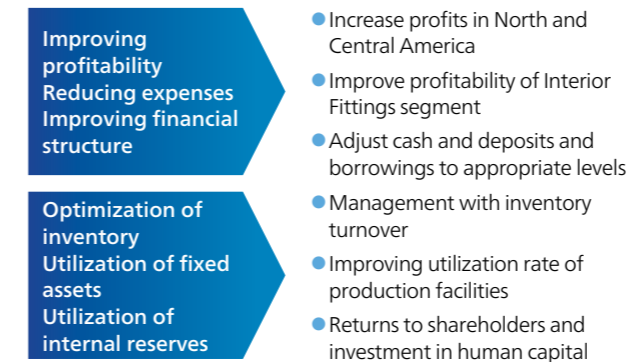 Improving
profitability
Reducing expenses
Improving financial
structure
● Increase profits in North and
Central America
● Improve profitability of Interior
Fittings segment
● Adjust cash and deposits and
borrowings to appropriate levels
Optimization of
inventory
Utilization of fixed
assets
Utilization of
internal reserves
● Management with inventory
turnover
● Improving utilization rate of
production facilities
● Returns to shareholders and
investment in human capital